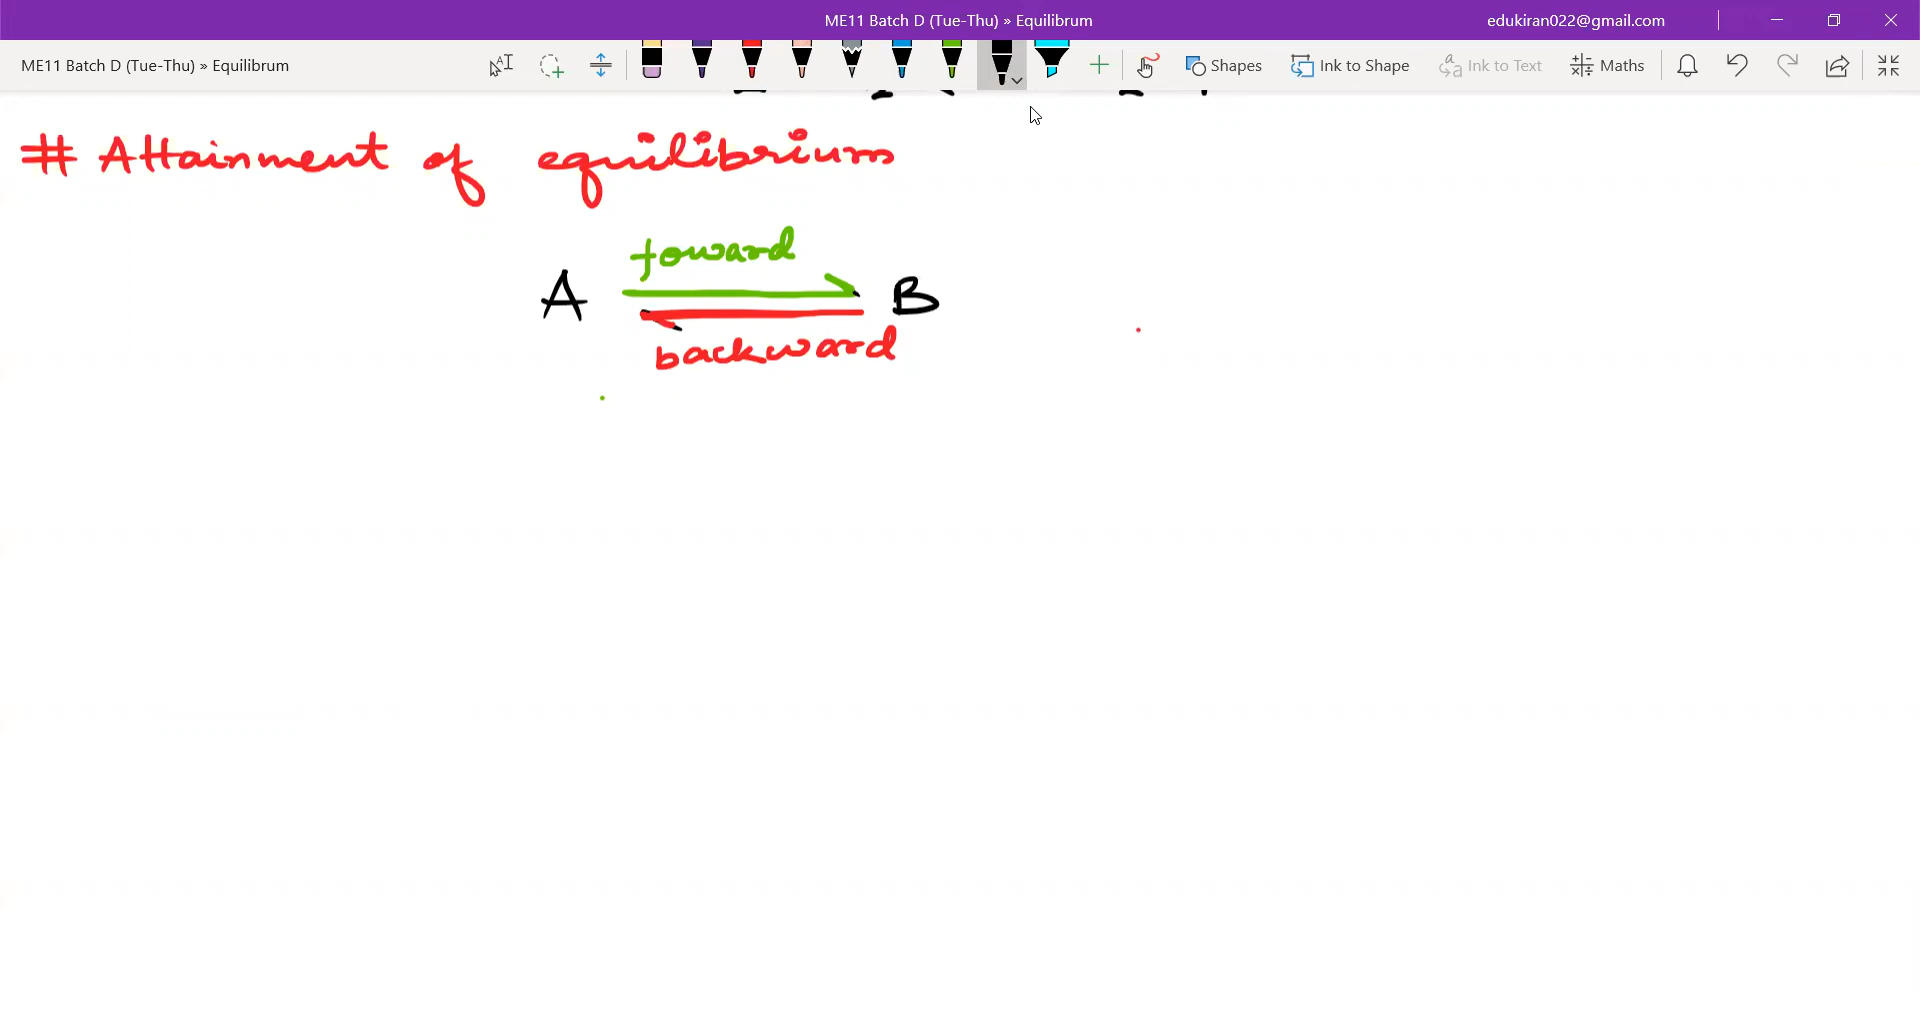 ME11 Batch D (Tue-Thu) » Equilibrum
edukiran022@gmail.com
ME11 Batch D (Tue-Thu) » Equilibrum
Shapes
Ink to Shape
Ink to Text
Maths
# Attainment of equilibrium
forward
A B
backward